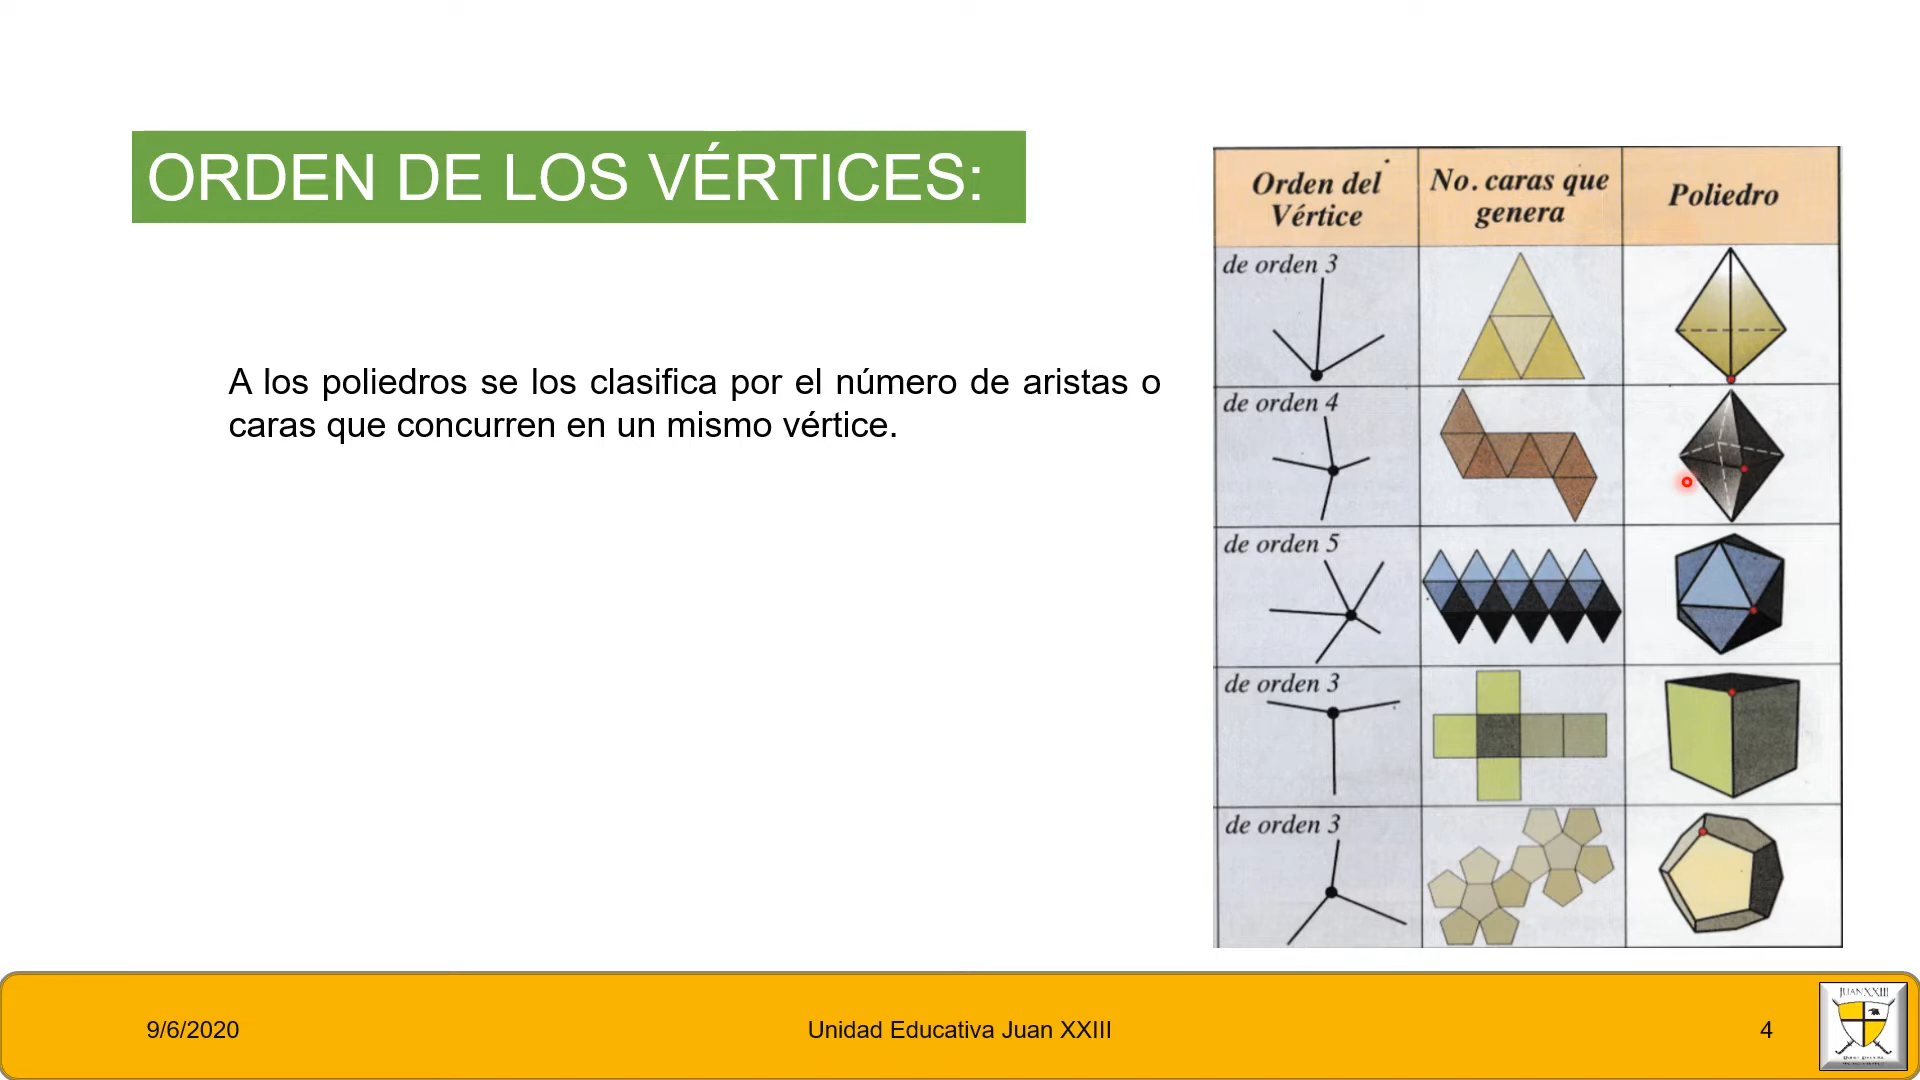 ORDEN DE LOS VÉRTICES:
A los poliedros se los clasifica por el número de aristas o
caras que concurren en un mismo vértice.
Orden del
Vértice
No. caras que
genera
Poliedro
de orden 3
de orden 4
de orden 5
de orden 3
de orden 3
9/6/2020
Unidad Educativa Juan XXIII
4
JUAN XXIII